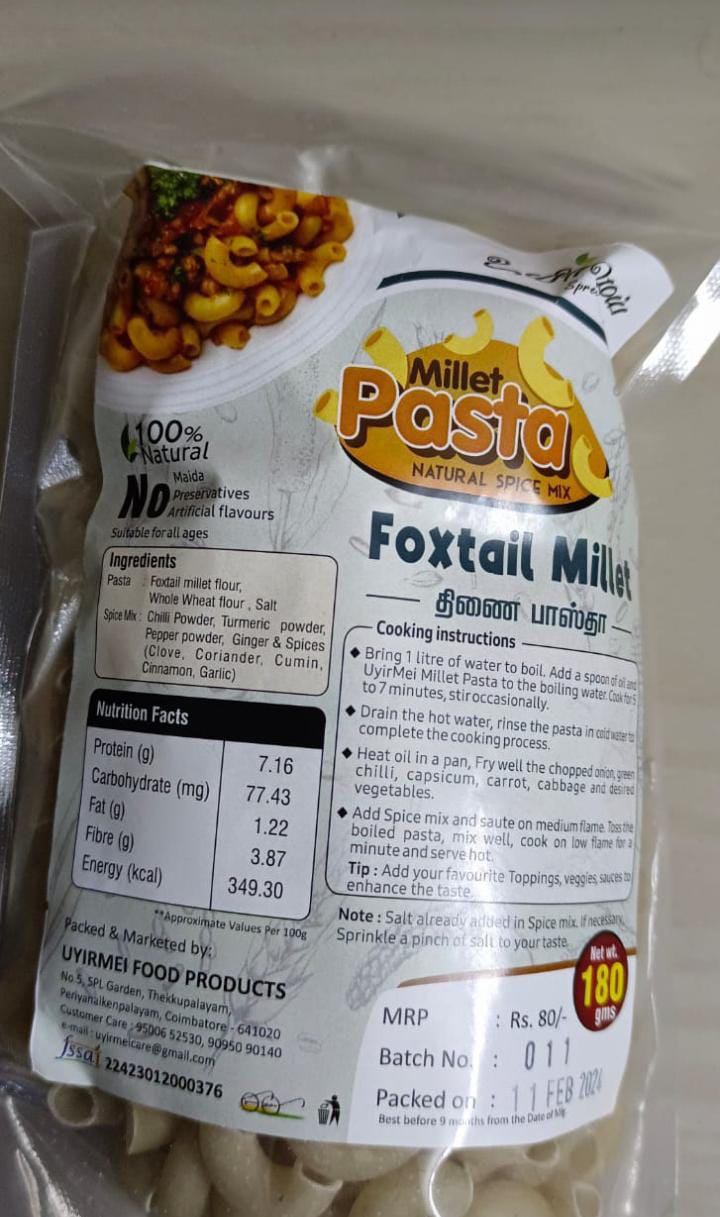 Millet
Pasta
NATURAL SPICE MIX
100%
Natural
No
Maida
Preservatives
Artificial flavours
Suitable for all ages
Foxtail Millet
திணை பாஸ்தா
Ingredients
Pasta : Foxtail millet flour,
Whole Wheat flour , Salt
Spice Mix : Chilli Powder, Turmeric powder,
Pepper powder, Ginger & Spices
(Clove, Coriander, Cumin,
Cinnamon, Garlic)
Nutrition Facts
Protein (g) 7.16
Carbohydrate (mg) 77.43
Fat (g) 1.22
Fibre (g) 3.87
Energy (kcal) 349.30
**Approximate Values Per 100g
Cooking instructions
◆ Bring 1 litre of water to boil. Add a spoon of oil and
UyirMei Millet Pasta to the boiling water. Cook for 5
to 7 minutes, stir occasionally.
◆ Drain the hot water, rinse the pasta in cold water to
complete the cooking process.
◆ Heat oil in a pan, Fry well the chopped onion, green
chilli, capsicum, carrot, cabbage and desired
vegetables.
◆ Add Spice mix and saute on medium flame. Toss the
boiled pasta, mix well, cook on low flame for a
minute and serve hot.
Tip : Add your favourite Toppings, veggies, sauces to
enhance the taste.
Note : Salt already added in Spice mix. If necessary,
Sprinkle a pinch of salt to your taste.
Packed & Marketed by:
UYIRMEI FOOD PRODUCTS
No 5, SPL Garden, Thekkupalayam,
Periyanaikenpalayam, Coimbatore - 641020
Customer Care : 95006 52530, 90950 90140
e-mail : uyirmeicare@gmail.com
fssai 22423012000376
Net wt.
180
gms
MRP : Rs. 80/-
Batch No. : 011
Packed on : 11 FEB 2024
Best before 9 months from the Date of Mfg.